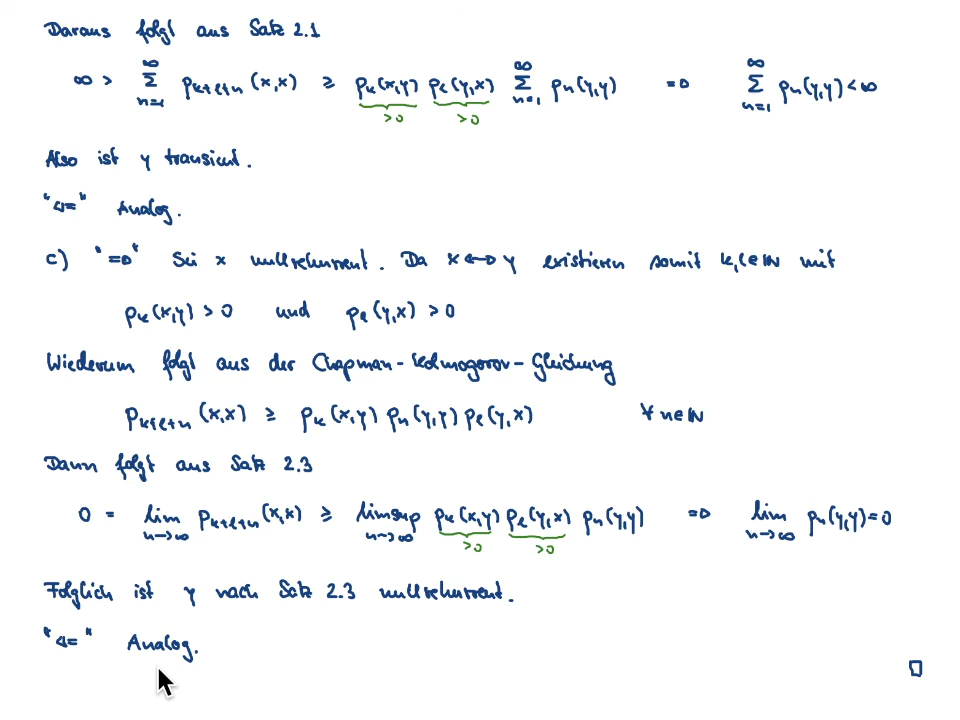 Daraus folgt aus Satz 2.1
∞ > ∑_{n=1}^{∞} p_{k+l+n}(x,x) ≥ p_k(x,y) p_l(y,x) ∑_{n=1}^{∞} p_n(y,y) ⇒ ∑_{n=1}^{∞} p_n(y,y) < ∞
>0 >0
Also ist y transient.
"⇐" Analog.
c) "⇒" Sei x nullrekurrent. Da x ↔ y existieren somit k,l ∈ ℕ mit
p_k(x,y) > 0 und p_l(y,x) > 0
Wiederum folgt aus der Chapman-Kolmogorov-Gleichung
p_{k+l+n}(x,x) ≥ p_k(x,y) p_n(y,y) p_l(y,x) ∀ n ∈ ℕ
Dann folgt aus Satz 2.3
0 = lim_{n→∞} p_{k+l+n}(x,x) ≥ limsup_{n→∞} p_k(x,y) p_l(y,x) p_n(y,y) ⇒ lim_{n→∞} p_n(y,y) = 0
>0 >0
Folglich ist y nach Satz 2.3 nullrekurrent.
"⇐" Analog.
□